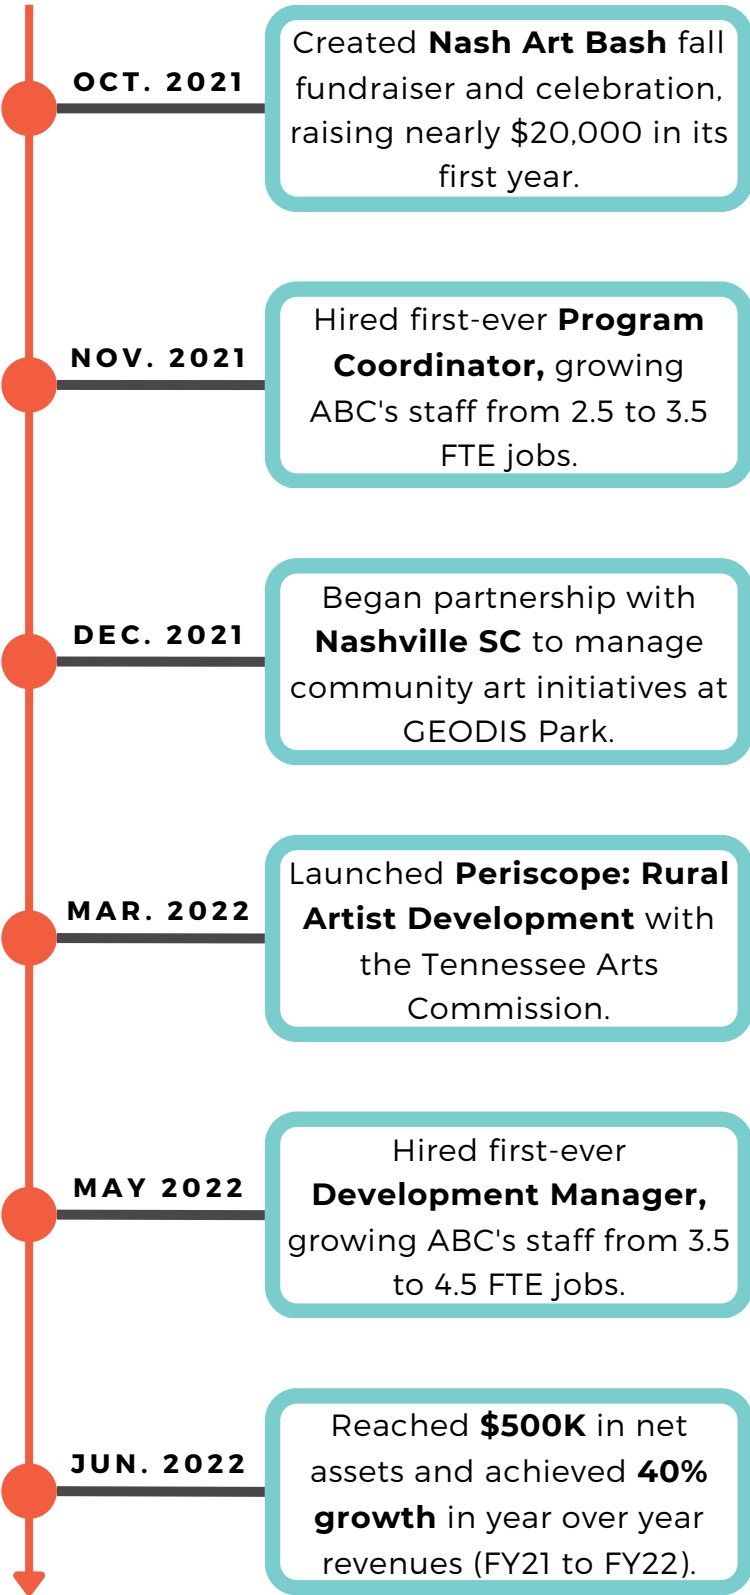 OCT. 2021
Created Nash Art Bash fall
fundraiser and celebration,
raising nearly $20,000 in its
first year.
NOV. 2021
Hired first-ever Program
Coordinator, growing
ABC's staff from 2.5 to 3.5
FTE jobs.
DEC. 2021
Began partnership with
Nashville SC to manage
community art initiatives at
GEODIS Park.
MAR. 2022
Launched Periscope: Rural
Artist Development with
the Tennessee Arts
Commission.
MAY 2022
Hired first-ever
Development Manager,
growing ABC's staff from 3.5
to 4.5 FTE jobs.
JUN. 2022
Reached $500K in net
assets and achieved 40%
growth in year over year
revenues (FY21 to FY22).